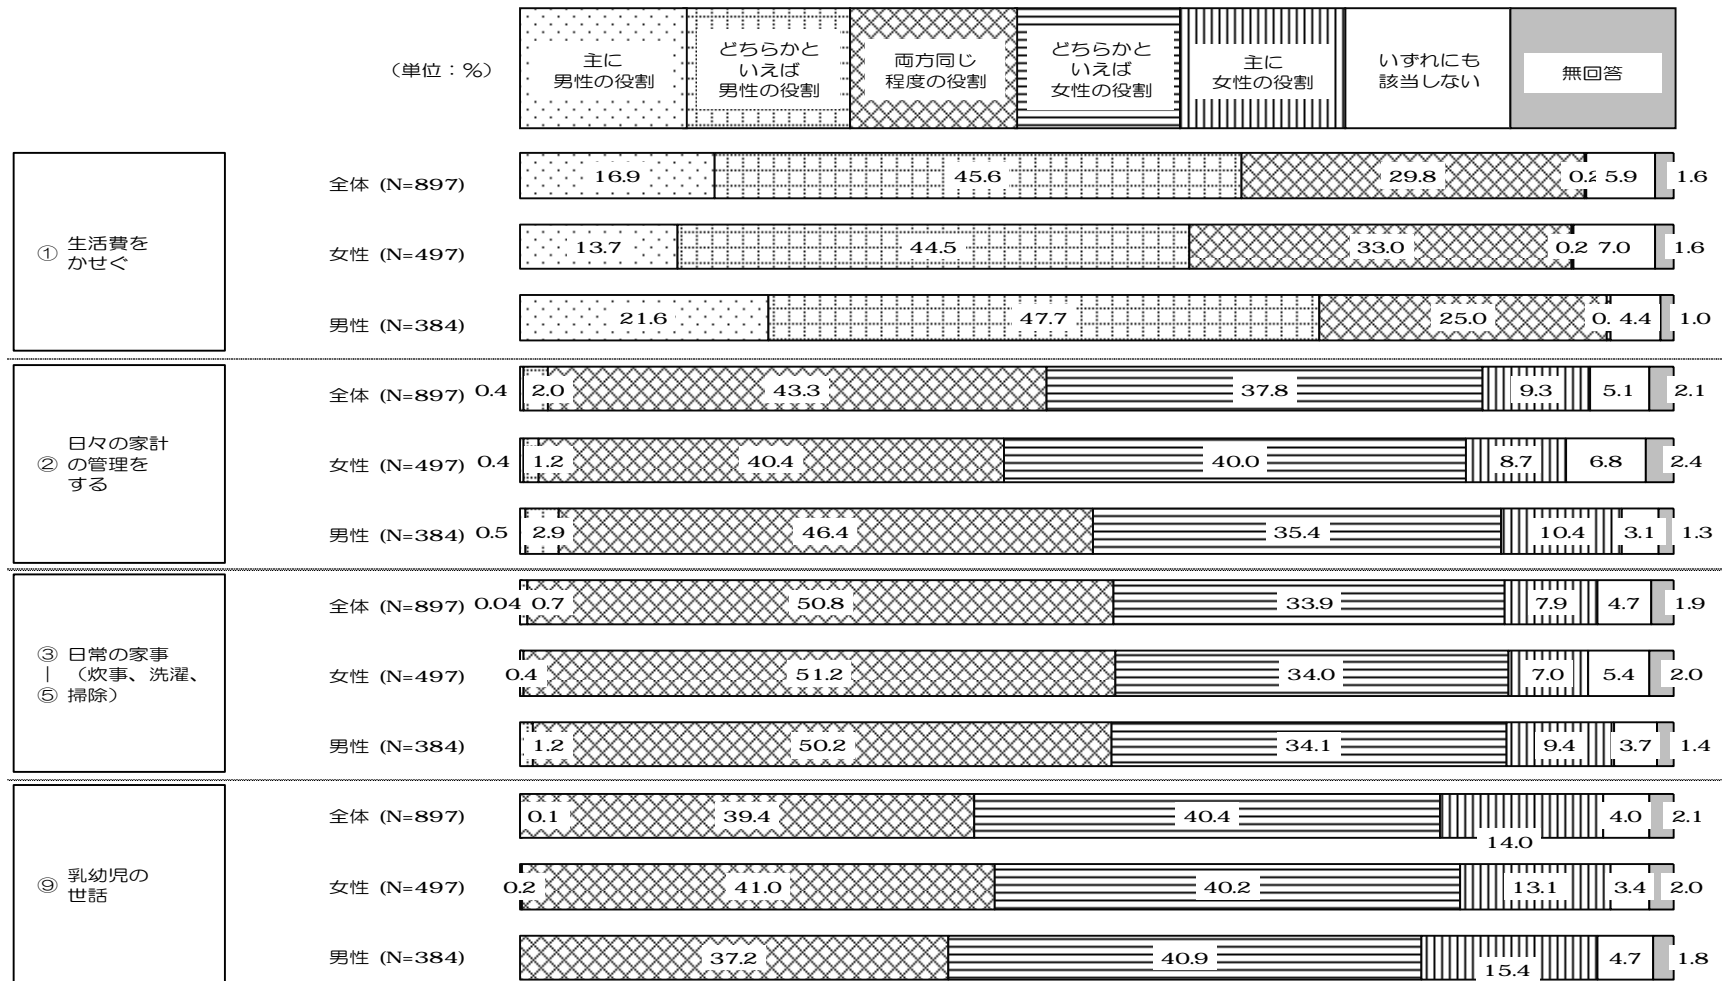 （単位：%）
主に
男性の役割
どちらかと
いえば
男性の役割
両方同じ
程度の役割
どちらかと
いえば
女性の役割
主に
女性の役割
いずれにも
該当しない
無回答
① 生活費を
かせぐ
全体 (N=897) 16.9 45.6 29.8 0.2 5.9 1.6
女性 (N=497) 13.7 44.5 33.0 0.2 7.0 1.6
男性 (N=384) 21.6 47.7 25.0 0. 4.4 1.0
② 日々の家計
の管理を
する
全体 (N=897) 0.4 2.0 43.3 37.8 9.3 5.1 2.1
女性 (N=497) 0.4 1.2 40.4 40.0 8.7 6.8 2.4
男性 (N=384) 0.5 2.9 46.4 35.4 10.4 3.1 1.3
③ 日常の家事
｜ （炊事、洗濯、
⑤ 掃除）
全体 (N=897) 0.04 0.7 50.8 33.9 7.9 4.7 1.9
女性 (N=497) 0.4 51.2 34.0 7.0 5.4 2.0
男性 (N=384) 1.2 50.2 34.1 9.4 3.7 1.4
⑨ 乳幼児の
世話
全体 (N=897) 0.1 39.4 40.4 14.0 4.0 2.1
女性 (N=497) 0.2 41.0 40.2 13.1 3.4 2.0
男性 (N=384) 37.2 40.9 15.4 4.7 1.8